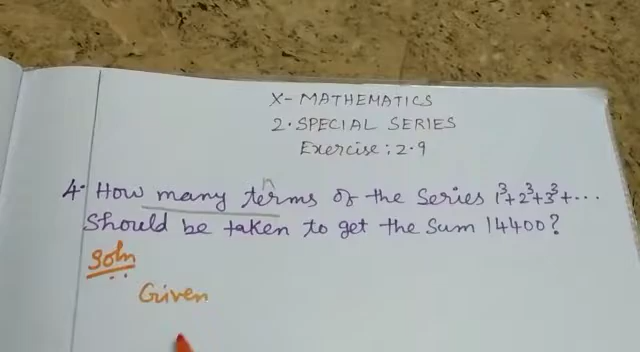 X-MATHEMATICS
2.SPECIAL SERIES
Exercise: 2.9
n
4. How many terms of the Series 1³+2³+3³+...
Should be taken to get the Sum 14400?
Soln
Given